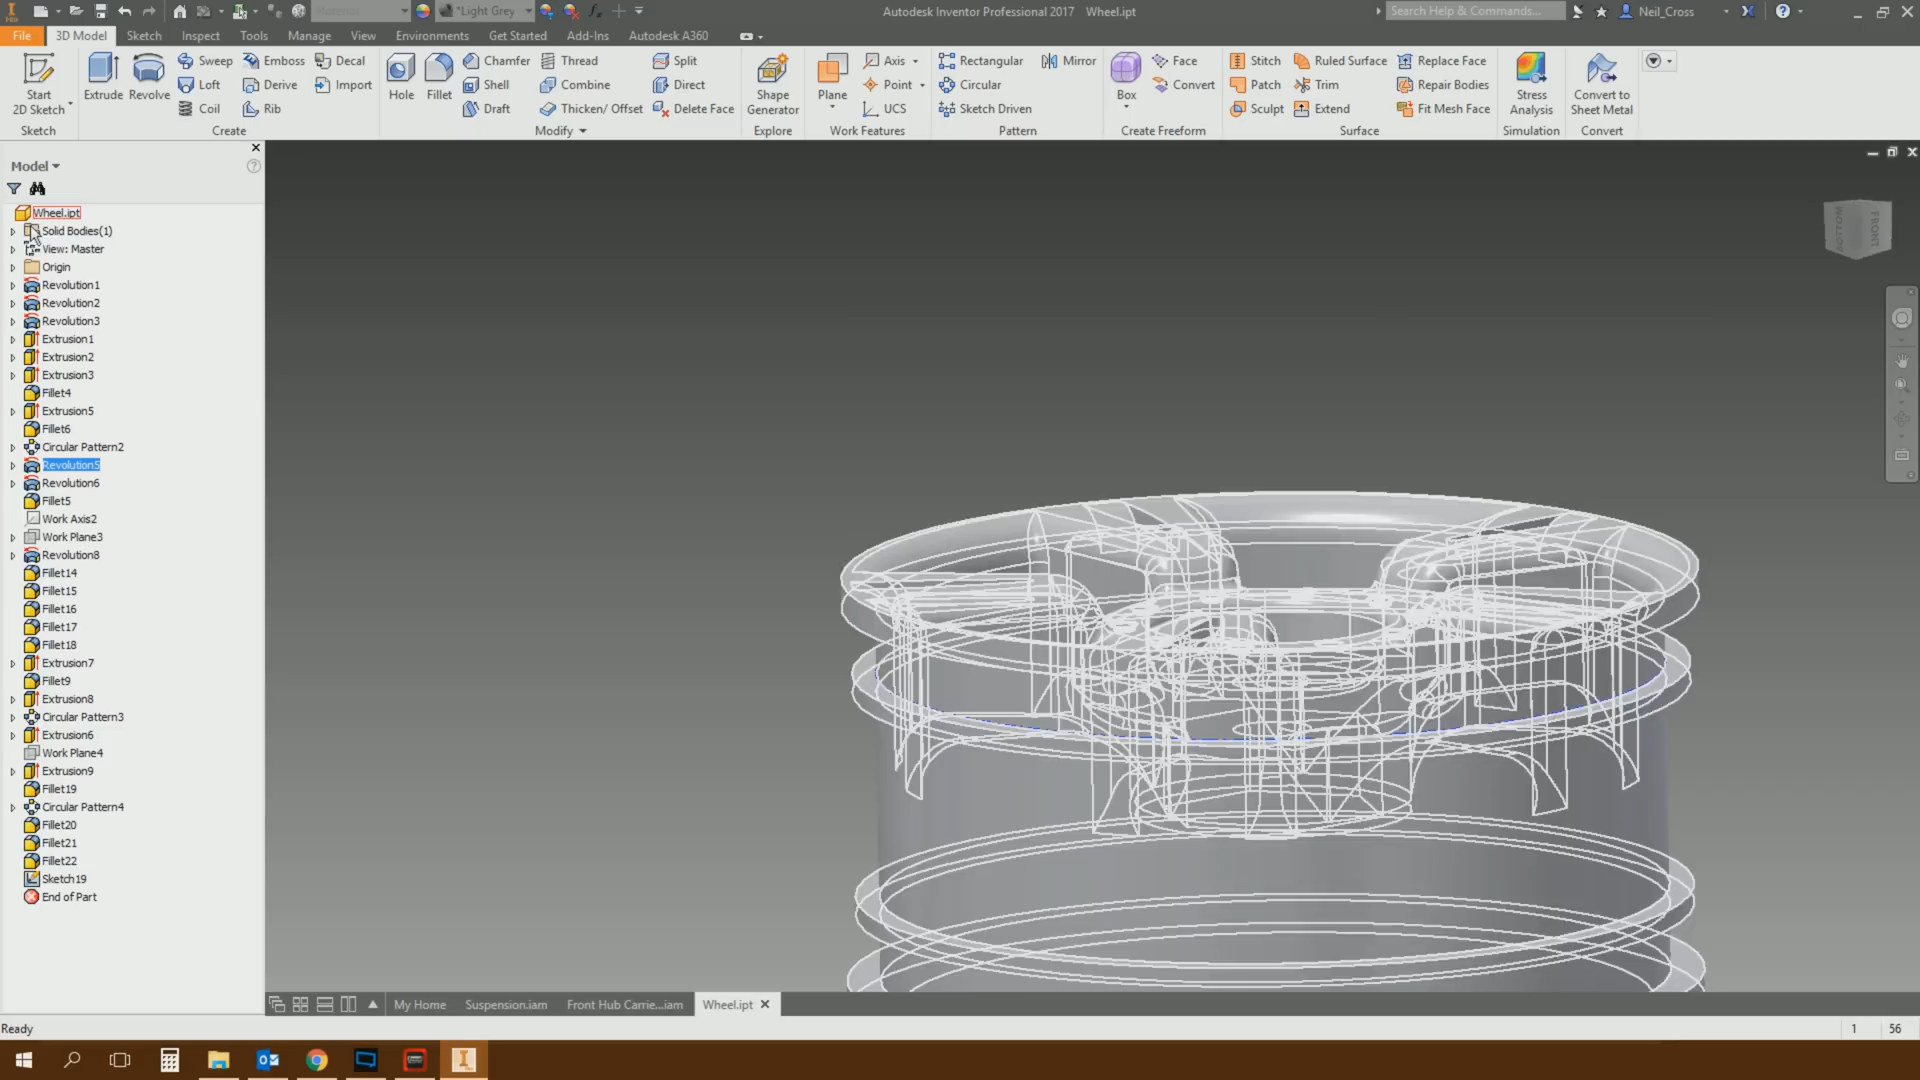 Material
*Light Grey
Autodesk Inventor Professional 2017 Wheel.ipt
Search Help & Commands...
Neil_Cross
PRO
File 3D Model Sketch Inspect Tools Manage View Environments Get Started Add-Ins Autodesk A360
Sweep Emboss Decal Chamfer Thread Split Axis Rectangular Mirror Face Stitch Ruled Surface Replace Face
Loft Derive Import Shell Combine Direct Point Circular Convert Patch Trim Repair Bodies
Coil Rib Draft Thicken/ Offset Delete Face UCS Sketch Driven Sculpt Extend Fit Mesh Face
Start
2D Sketch
Extrude Revolve Hole Fillet
Shape
Generator
Plane
Box
Stress
Analysis
Convert to
Sheet Metal
Sketch Create Modify Explore Work Features Pattern Create Freeform Surface Simulation Convert
Model
Wheel.ipt
Solid Bodies(1)
View: Master
Origin
Revolution1
Revolution2
Revolution3
Extrusion1
Extrusion2
Extrusion3
Fillet4
Extrusion5
Fillet6
Circular Pattern2
Revolution5
Revolution6
Fillet5
Work Axis2
Work Plane3
Revolution8
Fillet14
Fillet15
Fillet16
Fillet17
Fillet18
Extrusion7
Fillet9
Extrusion8
Circular Pattern3
Extrusion6
Work Plane4
Extrusion9
Fillet19
Circular Pattern4
Fillet20
Fillet21
Fillet22
Sketch19
End of Part
BOTTOM
FRONT
My Home Suspension.iam Front Hub Carrie...iam Wheel.ipt
Ready
1 56